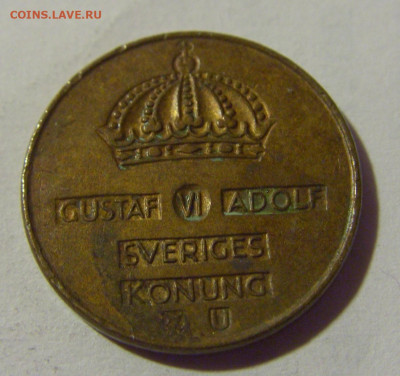 COINS.LAVE.RU
GUSTAF VI ADOLF
SVERIGES
KONUNG
U